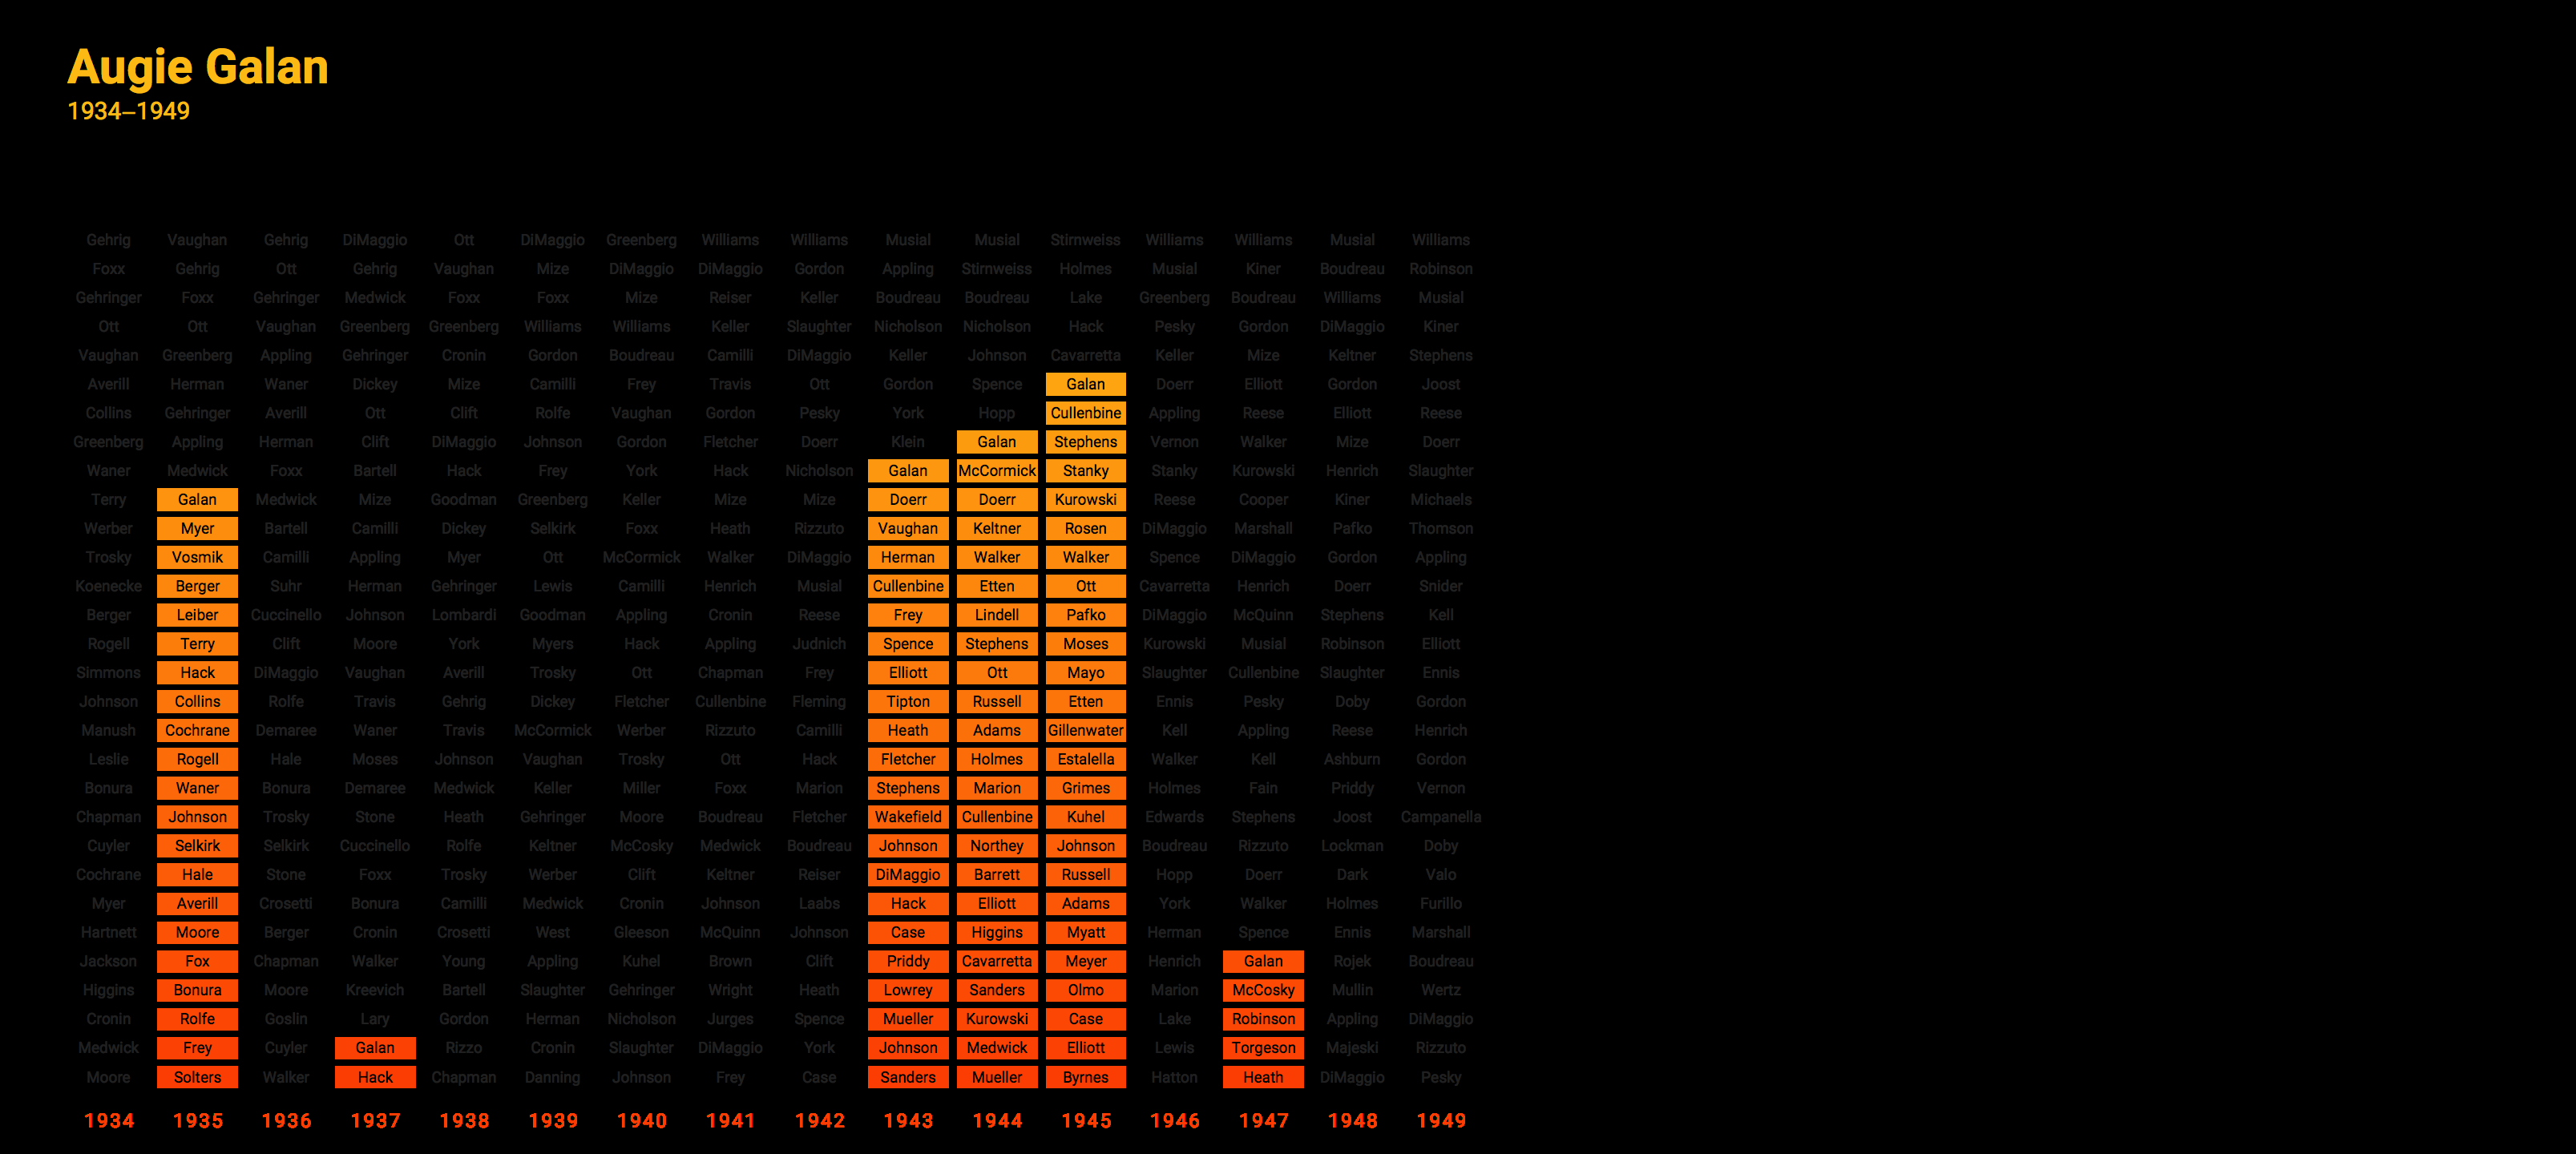 Augie Galan
1934–1949
Gehrig Vaughan Gehrig DiMaggio Ott DiMaggio Greenberg Williams Williams Musial Musial Stirnweiss Williams Williams Musial Williams
Foxx Gehrig Ott Gehrig Vaughan Mize DiMaggio DiMaggio Gordon Appling Stirnweiss Holmes Musial Kiner Boudreau Robinson
Gehringer Foxx Gehringer Medwick Foxx Foxx Mize Reiser Keller Boudreau Boudreau Lake Greenberg Boudreau Williams Musial
Ott Ott Vaughan Greenberg Greenberg Williams Williams Keller Slaughter Nicholson Nicholson Hack Pesky Gordon DiMaggio Kiner
Vaughan Greenberg Appling Gehringer Cronin Gordon Boudreau Camilli DiMaggio Keller Johnson Cavarretta Keller Mize Keltner Stephens
Averill Herman Waner Dickey Mize Camilli Frey Travis Ott Gordon Spence Galan Doerr Elliott Gordon Joost
Collins Gehringer Averill Ott Clift Rolfe Vaughan Gordon Pesky York Hopp Cullenbine Appling Reese Elliott Reese
Greenberg Appling Herman Clift DiMaggio Johnson Gordon Fletcher Doerr Klein Galan Stephens Vernon Walker Mize Doerr
Waner Medwick Foxx Bartell Hack Frey York Hack Nicholson Galan McCormick Stanky Stanky Kurowski Henrich Slaughter
Terry Galan Medwick Mize Goodman Greenberg Keller Mize Mize Doerr Doerr Kurowski Reese Cooper Kiner Michaels
Werber Myer Bartell Camilli Dickey Selkirk Foxx Heath Rizzuto Vaughan Keltner Rosen DiMaggio Marshall Pafko Thomson
Trosky Vosmik Camilli Appling Myer Ott McCormick Walker DiMaggio Herman Walker Walker Spence DiMaggio Gordon Appling
Koenecke Berger Suhr Herman Gehringer Lewis Camilli Henrich Musial Cullenbine Etten Ott Cavarretta Henrich Doerr Snider
Berger Leiber Cuccinello Johnson Lombardi Goodman Appling Cronin Reese Frey Lindell Pafko DiMaggio McQuinn Stephens Kell
Rogell Terry Clift Moore York Myers Hack Appling Judnich Spence Stephens Moses Kurowski Musial Robinson Elliott
Simmons Hack DiMaggio Vaughan Averill Trosky Ott Chapman Frey Elliott Ott Mayo Slaughter Cullenbine Slaughter Ennis
Johnson Collins Rolfe Travis Gehrig Dickey Fletcher Cullenbine Fleming Tipton Russell Etten Ennis Pesky Doby Gordon
Manush Cochrane Demaree Waner Travis McCormick Werber Rizzuto Camilli Heath Adams Gillenwater Kell Appling Reese Henrich
Leslie Rogell Hale Moses Johnson Vaughan Trosky Ott Hack Fletcher Holmes Estalella Walker Kell Ashburn Gordon
Bonura Waner Bonura Demaree Medwick Keller Miller Foxx Marion Stephens Marion Grimes Holmes Fain Priddy Vernon
Chapman Johnson Trosky Stone Heath Gehringer Moore Boudreau Fletcher Wakefield Cullenbine Kuhel Edwards Stephens Joost Campanella
Cuyler Selkirk Selkirk Cuccinello Rolfe Keltner McCosky Medwick Boudreau Johnson Northey Johnson Boudreau Rizzuto Lockman Doby
Cochrane Hale Stone Foxx Trosky Werber Clift Keltner Reiser DiMaggio Barrett Russell Hopp Doerr Dark Valo
Myer Averill Crosetti Bonura Camilli Medwick Cronin Johnson Laabs Hack Elliott Adams York Walker Holmes Furillo
Hartnett Moore Berger Cronin Crosetti West Gleeson McQuinn Johnson Case Higgins Myatt Herman Spence Ennis Marshall
Jackson Fox Chapman Walker Young Appling Kuhel Brown Clift Priddy Cavarretta Meyer Henrich Galan Rojek Boudreau
Higgins Bonura Moore Kreevich Bartell Slaughter Gehringer Wright Heath Lowrey Sanders Olmo Marion McCosky Mullin Wertz
Cronin Rolfe Goslin Lary Gordon Herman Nicholson Jurges Spence Mueller Kurowski Case Lake Robinson Appling DiMaggio
Medwick Frey Cuyler Galan Rizzo Cronin Slaughter DiMaggio York Johnson Medwick Elliott Lewis Torgeson Majeski Rizzuto
Moore Solters Walker Hack Chapman Danning Johnson Frey Case Sanders Mueller Byrnes Hatton Heath DiMaggio Pesky
1934 1935 1936 1937 1938 1939 1940 1941 1942 1943 1944 1945 1946 1947 1948 1949